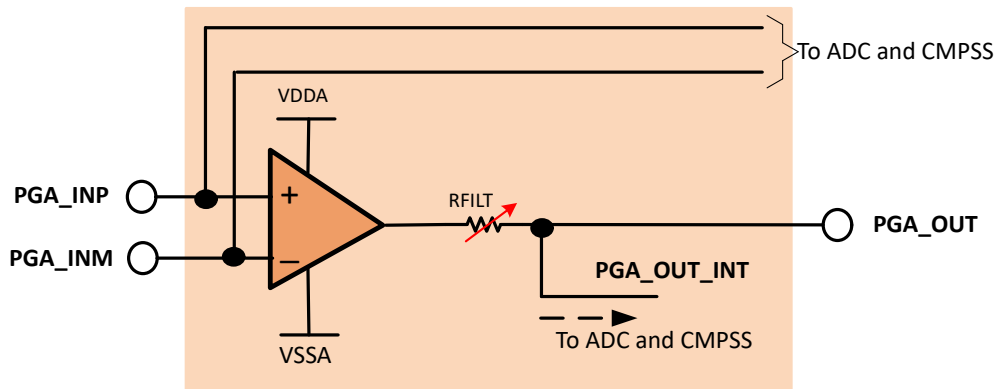 To ADC and CMPSS
VDDA
PGA_INP
+
RFILT
PGA_OUT
PGA_INM
−
PGA_OUT_INT
To ADC and CMPSS
VSSA